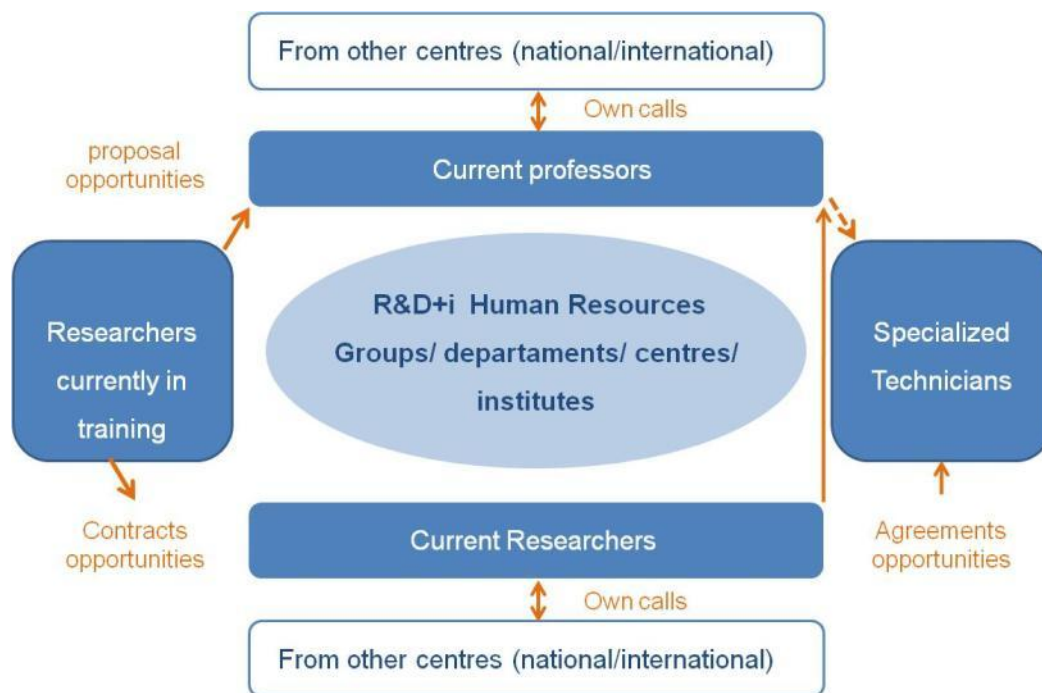 From other centres (national/international)
Own calls
proposal
opportunities
Current professors
Researchers
currently in
training
R&D+i Human Resources
Groups/ departaments/ centres/
institutes
Specialized
Technicians
Contracts
opportunities
Current Researchers
Agreements
opportunities
Own calls
From other centres (national/international)